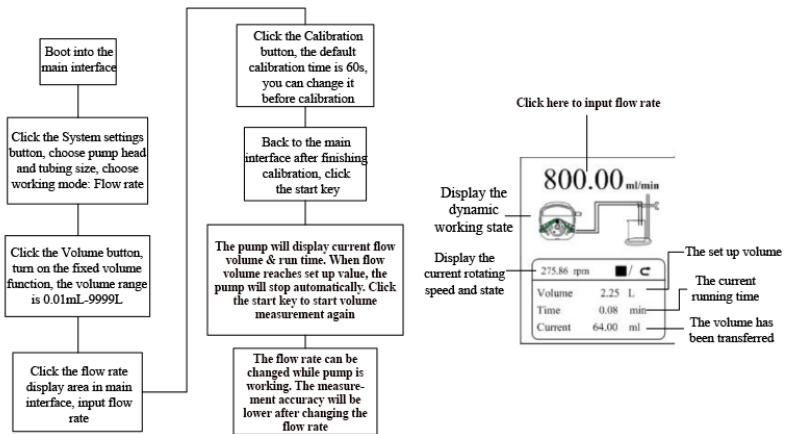 Boot into the
main interface
Click the System settings
button, choose pump head
and tubing size, choose
working mode: Flow rate
Click the Volume button,
turn on the fixed volume
function, the volume range
is 0.01mL-9999L
Click the flow rate
display area in main
interface, input flow
rate
Click the Calibration
button, the default
calibration time is 60s,
you can change it
before calibration
Back to the main
interface after finishing
calibration, click
the start key
The pump will display current flow
volume & run time. When flow
volume reaches set up value, the
pump will stop automatically. Click
the start key to start volume
measurement again
The flow rate can be
changed while pump is
working. The measure-
ment accuracy will be
lower after changing the
flow rate
Click here to input flow rate
800.00 ml/min
Display the
dynamic
working state
Display the
current rotating
speed and state
275.86 rpm /
Volume 2.25 L
Time 0.08 min
Current 64.00 ml
The set up volume
The current
running time
The volume has
been transferred